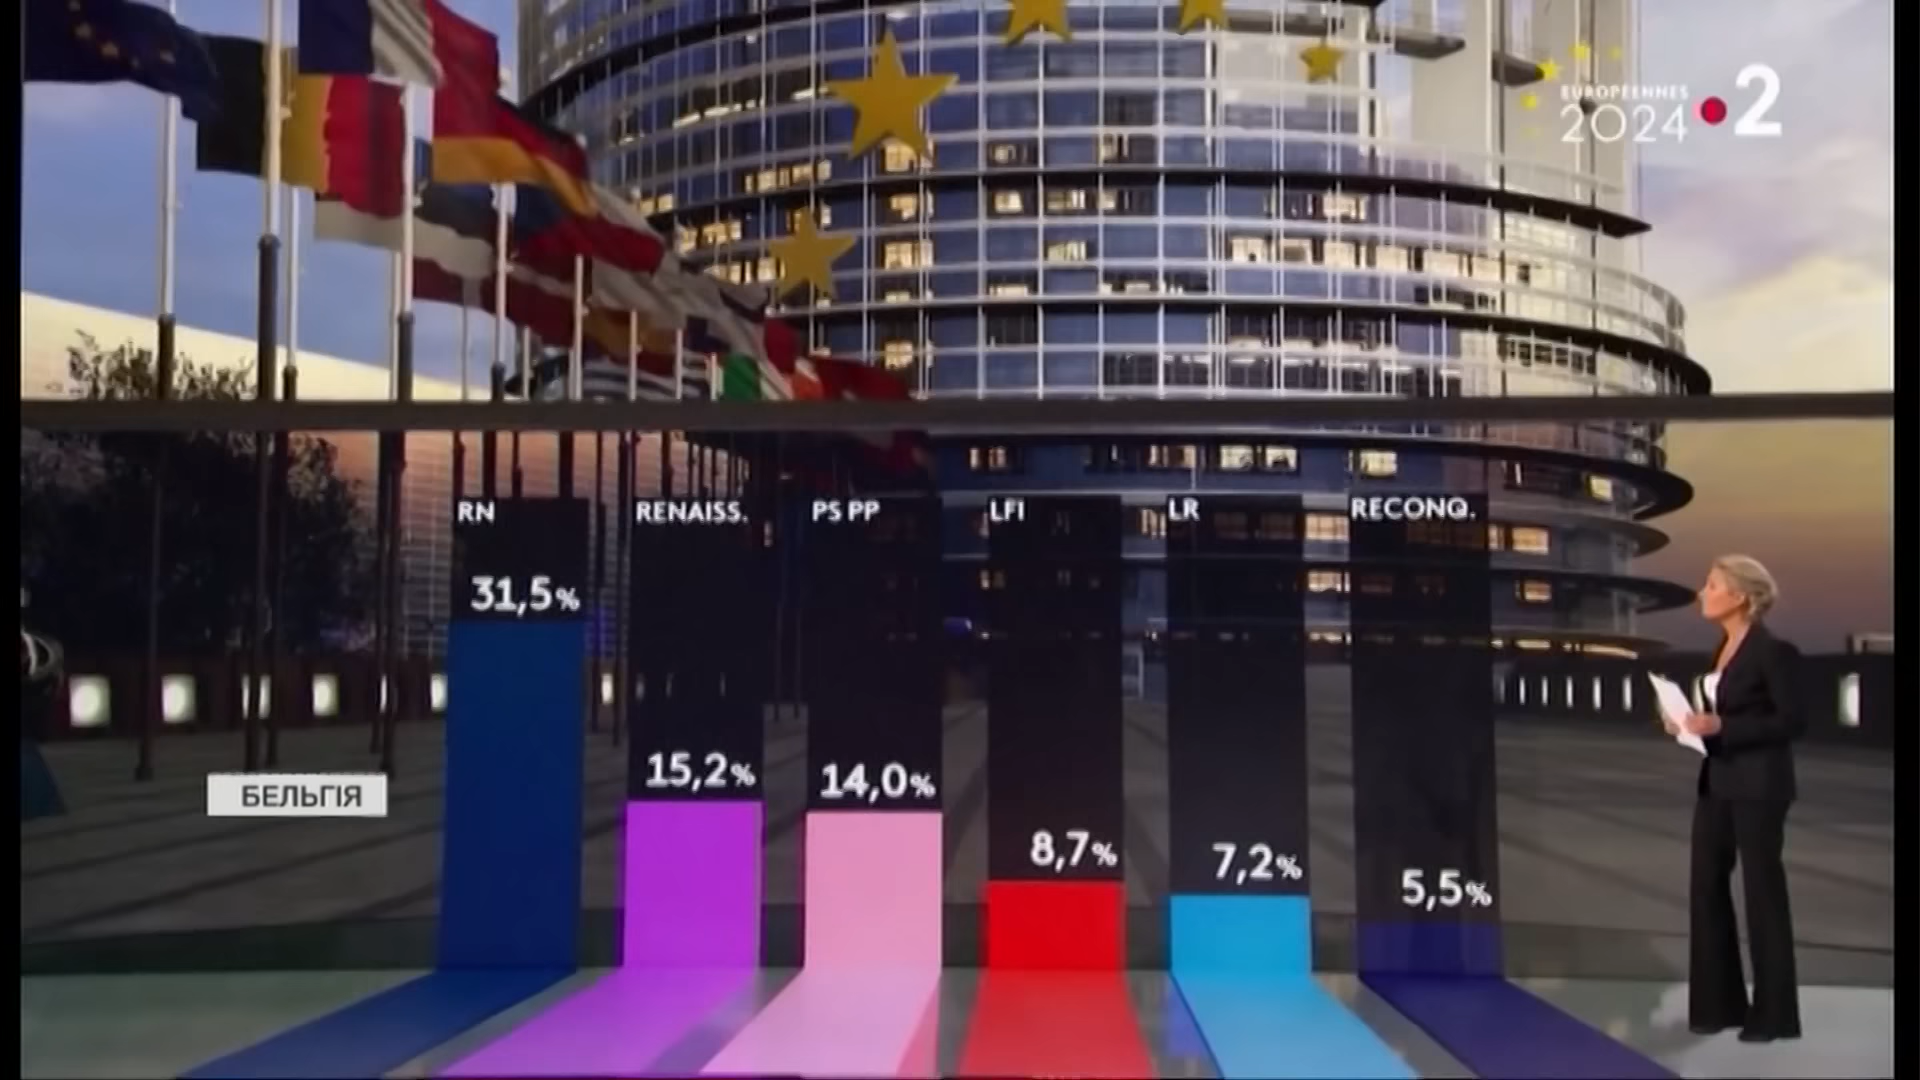 EUROPÉENNES
2024 2
RN
RENAISS.
PS PP
LFI
LR
RECONQ.
31,5%
15,2%
14,0%
8,7%
7,2%
5,5%
БЕЛЬГІЯ